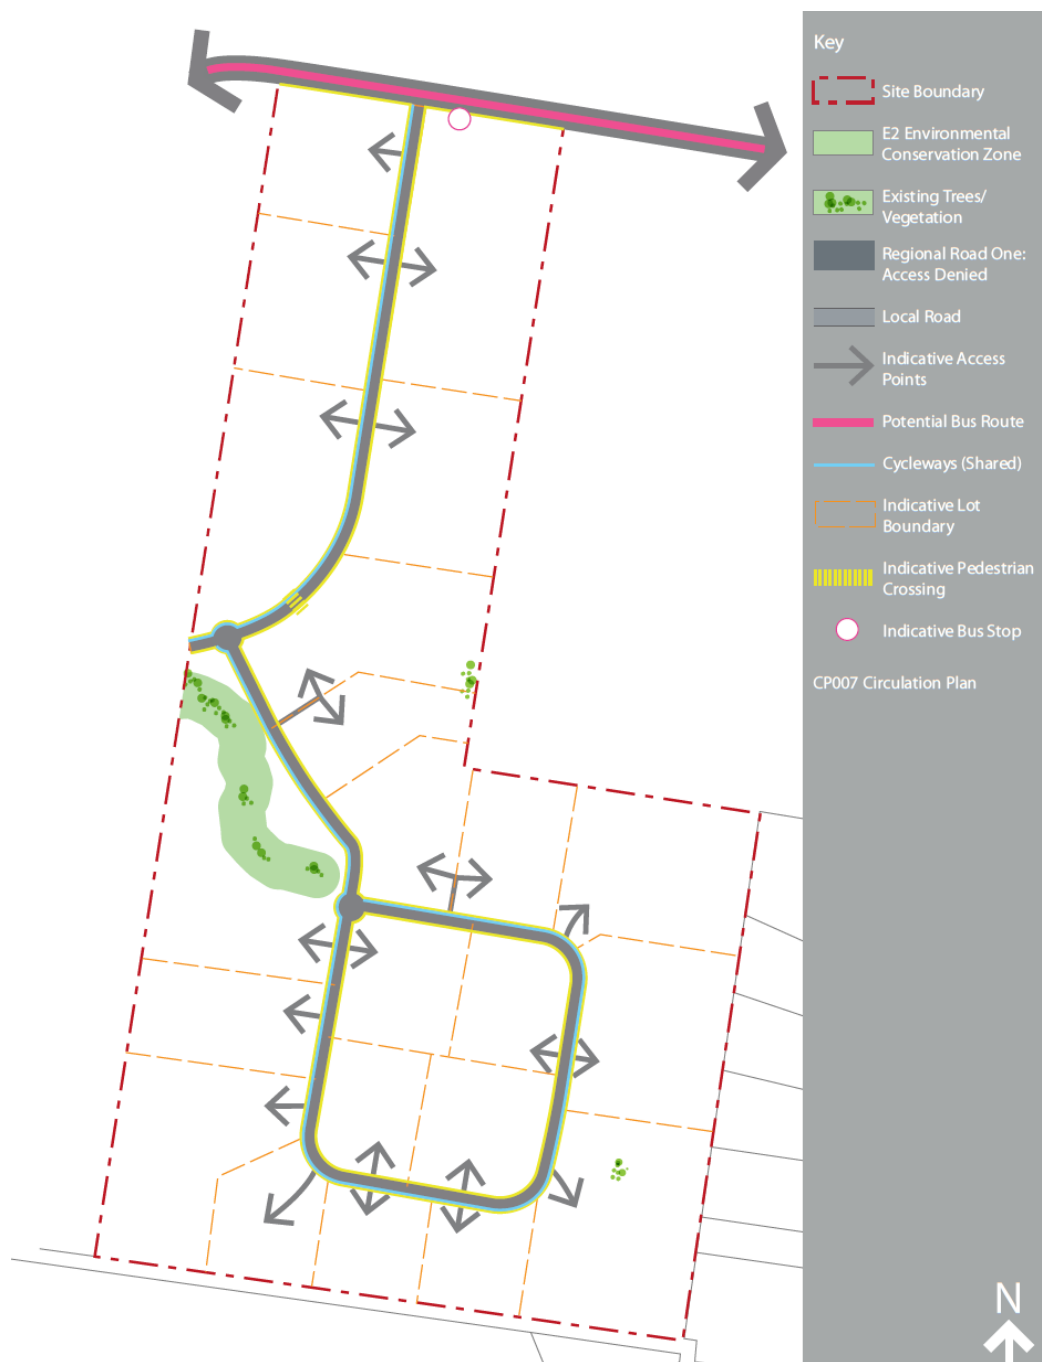 Key
Site Boundary
E2 Environmental
Conservation Zone
Existing Trees/
Vegetation
Regional Road One:
Access Denied
Local Road
Indicative Access
Points
Potential Bus Route
Cycleways (Shared)
Indicative Lot
Boundary
Indicative Pedestrian
Crossing
Indicative Bus Stop
CP007 Circulation Plan
N